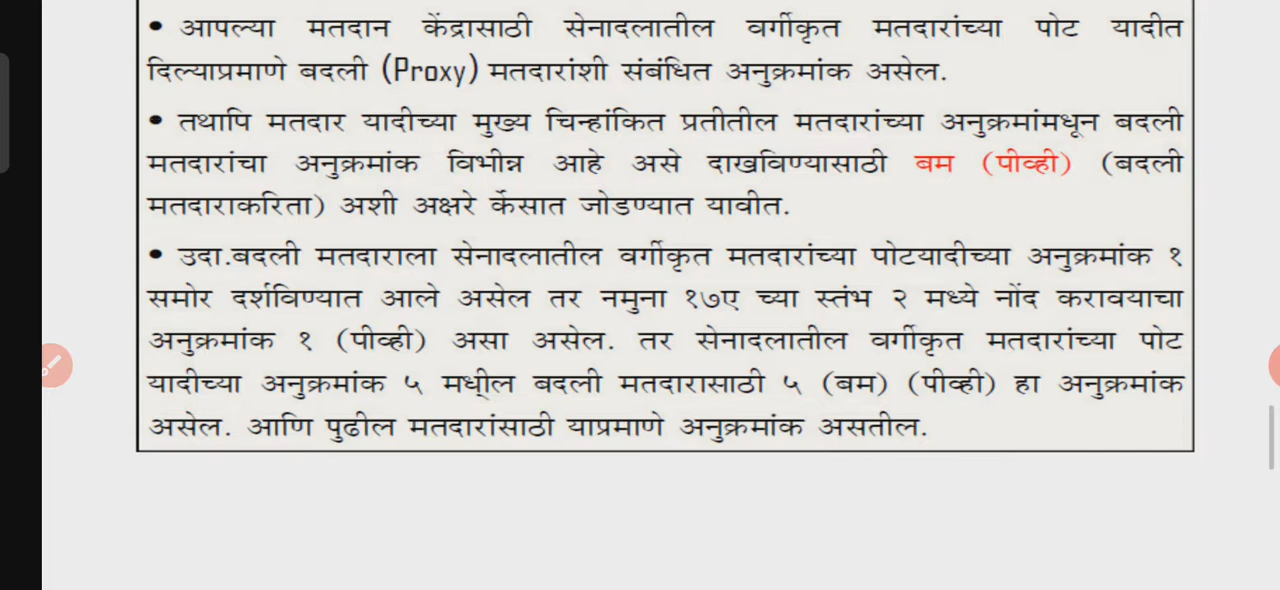 • आपल्या मतदान केंद्रासाठी सेनादलातील वर्गीकृत मतदारांच्या पोट यादीत
दिल्याप्रमाणे बदली (Proxy) मतदारांशी संबंधित अनुक्रमांक असेल.
• तथापि मतदार यादीच्या मुख्य चिन्हांकित प्रतीतील मतदारांच्या अनुक्रमांमधून बदली
मतदारांचा अनुक्रमांक विभीन्न आहे असे दाखविण्यासाठी बम (पीव्ही) (बदली
मतदाराकरिता) अशी अक्षरे र्केसात जोडण्यात यावीत.
• उदा.बदली मतदाराला सेनादलातील वर्गीकृत मतदारांच्या पोटयादीच्या अनुक्रमांक १
समोर दर्शविण्यात आले असेल तर नमुना १७ए च्या स्तंभ २ मध्ये नोंद करावयाचा
अनुक्रमांक १ (पीव्ही) असा असेल. तर सेनादलातील वर्गीकृत मतदारांच्या पोट
यादीच्या अनुक्रमांक ५ मधी्ल बदली मतदारासाठी ५ (बम) (पीव्ही) हा अनुक्रमांक
असेल. आणि पुढील मतदारांसाठी याप्रमाणे अनुक्रमांक असतील.